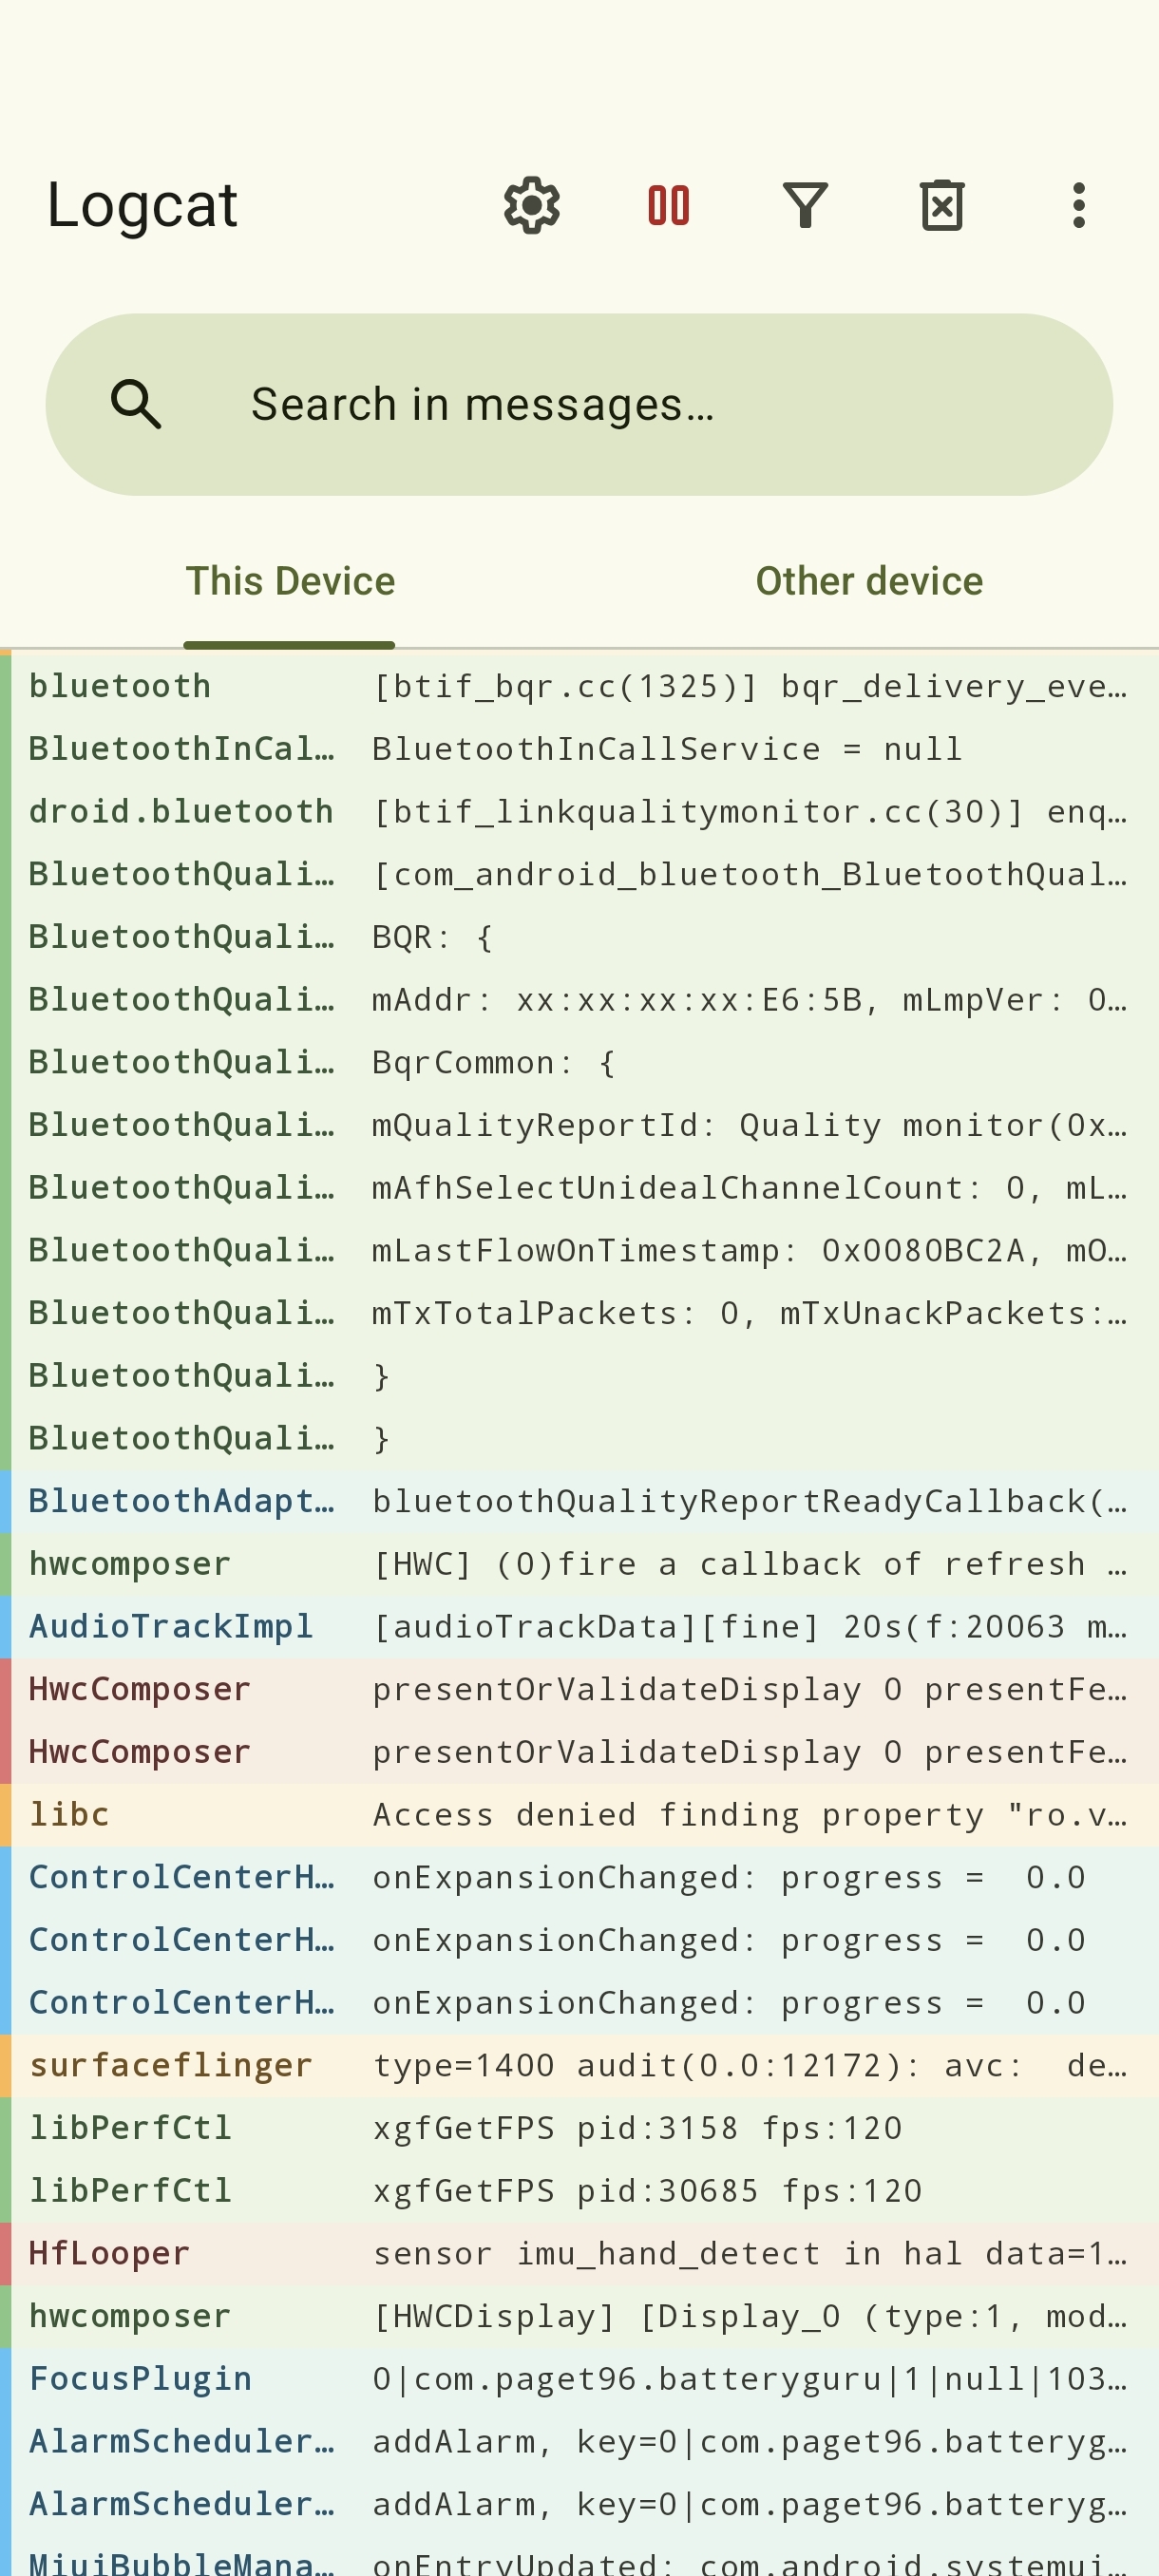 Logcat
Search in messages…
This Device Other device
bluetooth [btif_bqr.cc(1325)] bqr_delivery_eve…
BluetoothInCal… BluetoothInCallService = null
droid.bluetooth [btif_linkqualitymonitor.cc(30)] enq…
BluetoothQuali… [com_android_bluetooth_BluetoothQual…
BluetoothQuali… BQR: {
BluetoothQuali… mAddr: xx:xx:xx:xx:E6:5B, mLmpVer: 0…
BluetoothQuali… BqrCommon: {
BluetoothQuali… mQualityReportId: Quality monitor(0x…
BluetoothQuali… mAfhSelectUnidealChannelCount: 0, mL…
BluetoothQuali… mLastFlowOnTimestamp: 0x0080BC2A, mO…
BluetoothQuali… mTxTotalPackets: 0, mTxUnackPackets:…
BluetoothQuali… }
BluetoothQuali… }
BluetoothAdapt… bluetoothQualityReportReadyCallback(…
hwcomposer [HWC] (0)fire a callback of refresh …
AudioTrackImpl [audioTrackData][fine] 20s(f:20063 m…
HwcComposer presentOrValidateDisplay 0 presentFe…
HwcComposer presentOrValidateDisplay 0 presentFe…
libc Access denied finding property "ro.v…
ControlCenterH… onExpansionChanged: progress =  0.0
ControlCenterH… onExpansionChanged: progress =  0.0
ControlCenterH… onExpansionChanged: progress =  0.0
surfaceflinger type=1400 audit(0.0:12172): avc:  de…
libPerfCtl xgfGetFPS pid:3158 fps:120
libPerfCtl xgfGetFPS pid:30685 fps:120
HfLooper sensor imu_hand_detect in hal data=1…
hwcomposer [HWCDisplay] [Display_0 (type:1, mod…
FocusPlugin 0|com.paget96.batteryguru|1|null|103…
AlarmScheduler… addAlarm, key=0|com.paget96.batteryg…
AlarmScheduler… addAlarm, key=0|com.paget96.batteryg…
MiuiBubbleMana… onEntryUpdated: com.android.systemui…